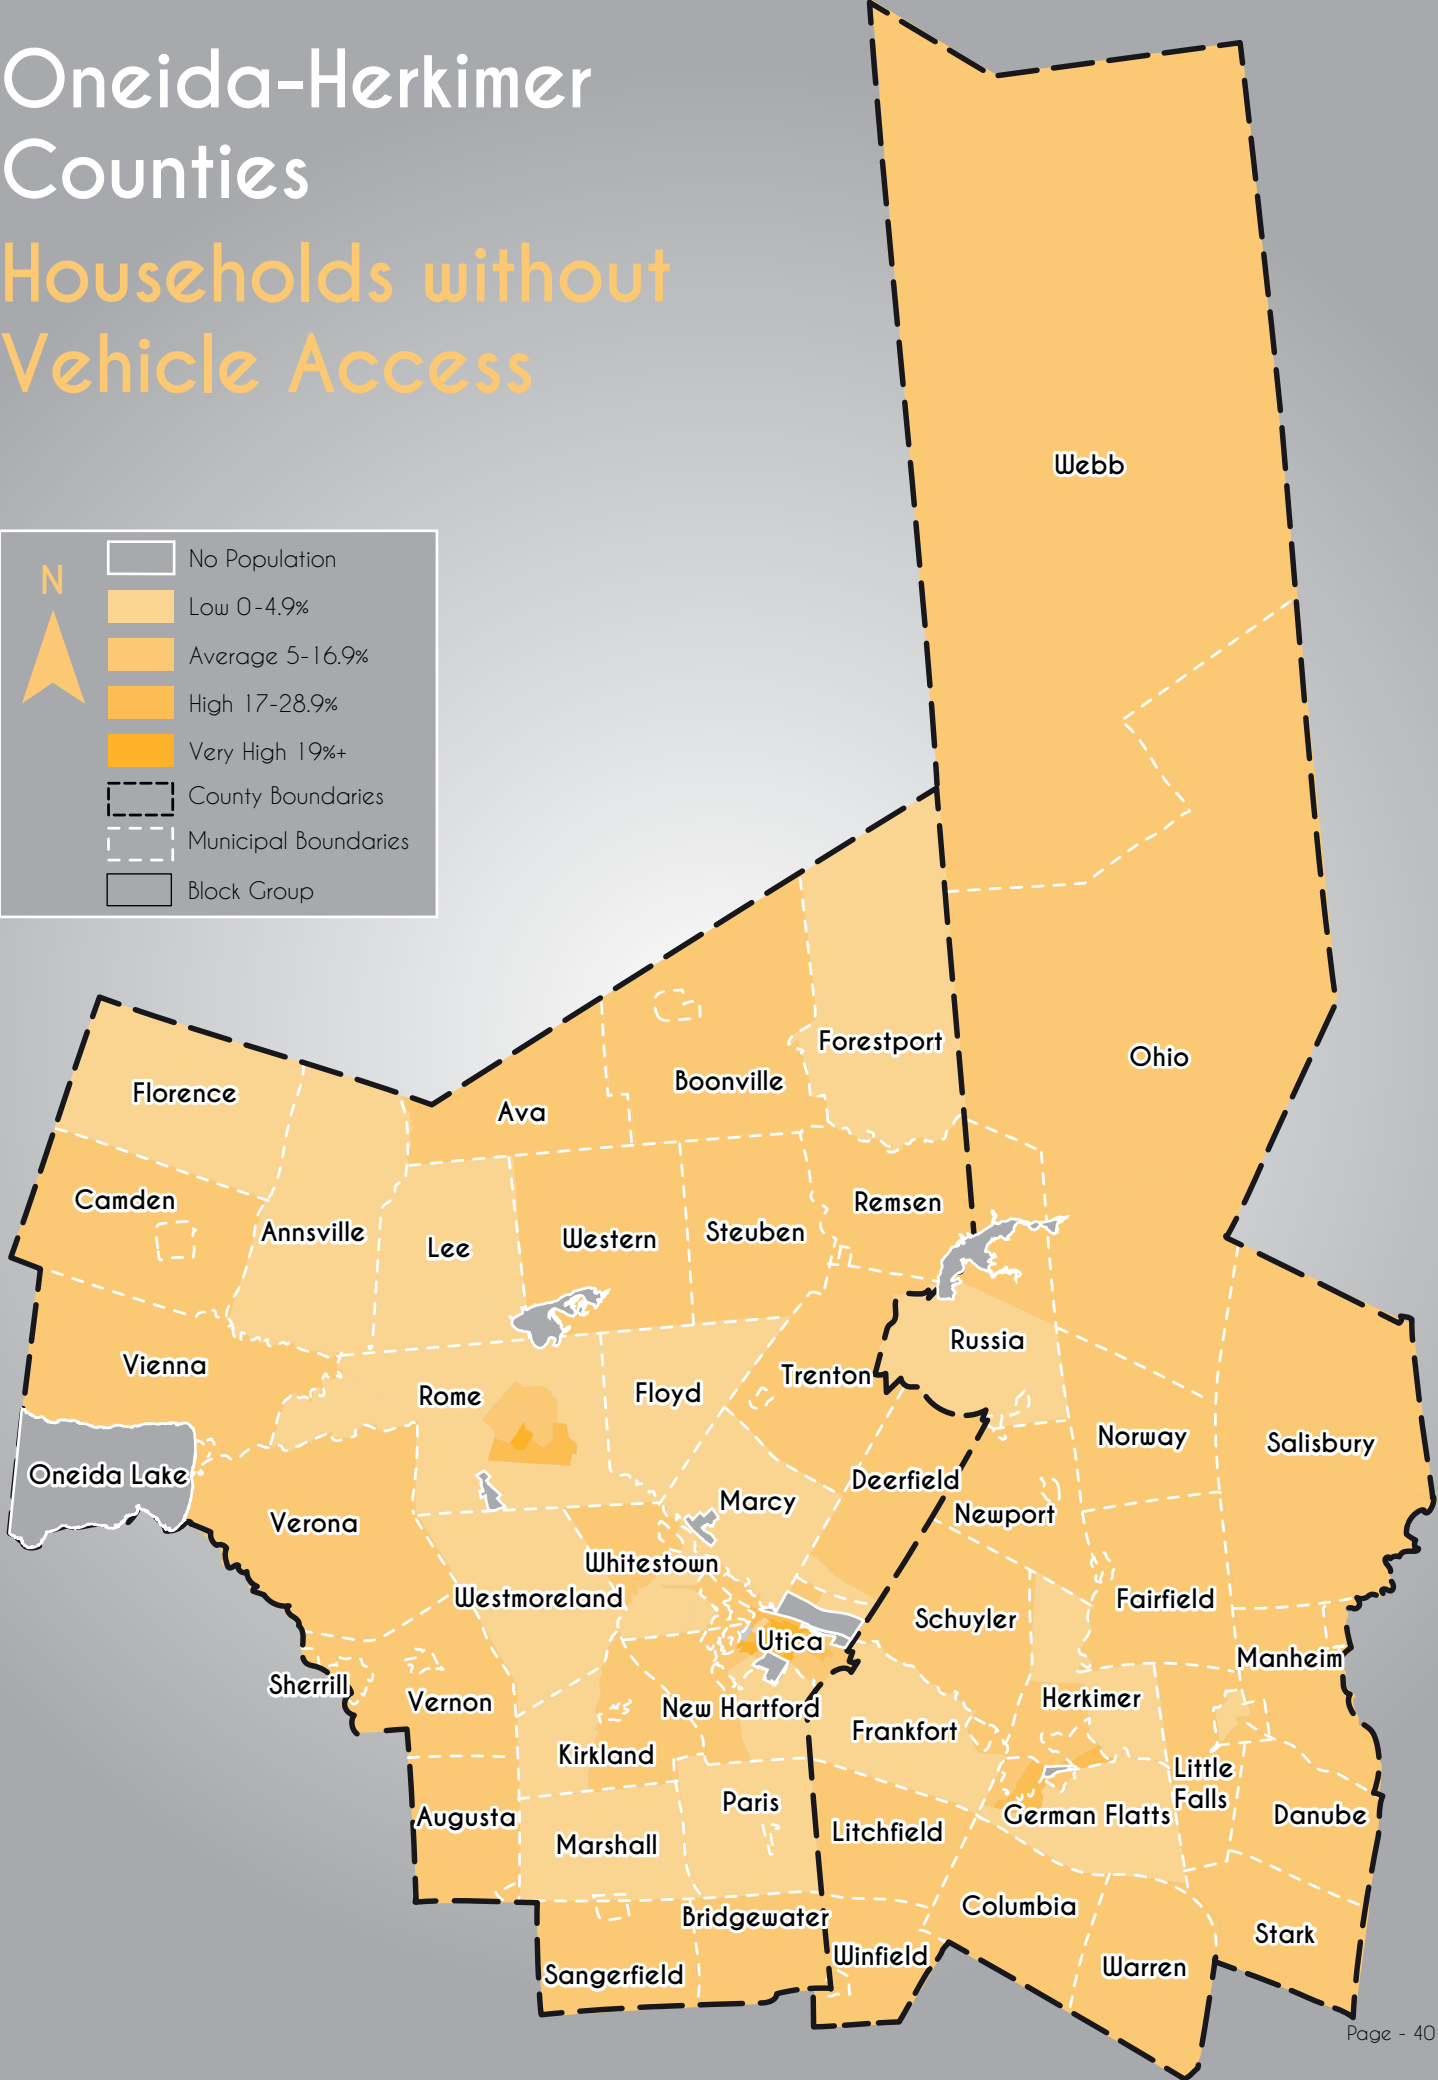 Oneida-Herkimer
Counties
Households without
Vehicle Access
N
No Population
Low 0-4.9%
Average 5-16.9%
High 17-28.9%
Very High 19%+
County Boundaries
Municipal Boundaries
Block Group
Webb
Forestport
Ohio
Boonville
Florence
Ava
Camden
Annsville
Lee
Western
Steuben
Remsen
Russia
Vienna
Rome
Floyd
Trenton
Norway
Salisbury
Oneida Lake
Deerfield
Marcy
Newport
Verona
Whitestown
Westmoreland
Fairfield
Schuyler
Utica
Manheim
Sherrill
Vernon
New Hartford
Herkimer
Frankfort
Kirkland
Little
Falls
Paris
Augusta
German Flatts
Danube
Marshall
Litchfield
Columbia
Bridgewater
Stark
Winfield
Warren
Sangerfield
Page - 40